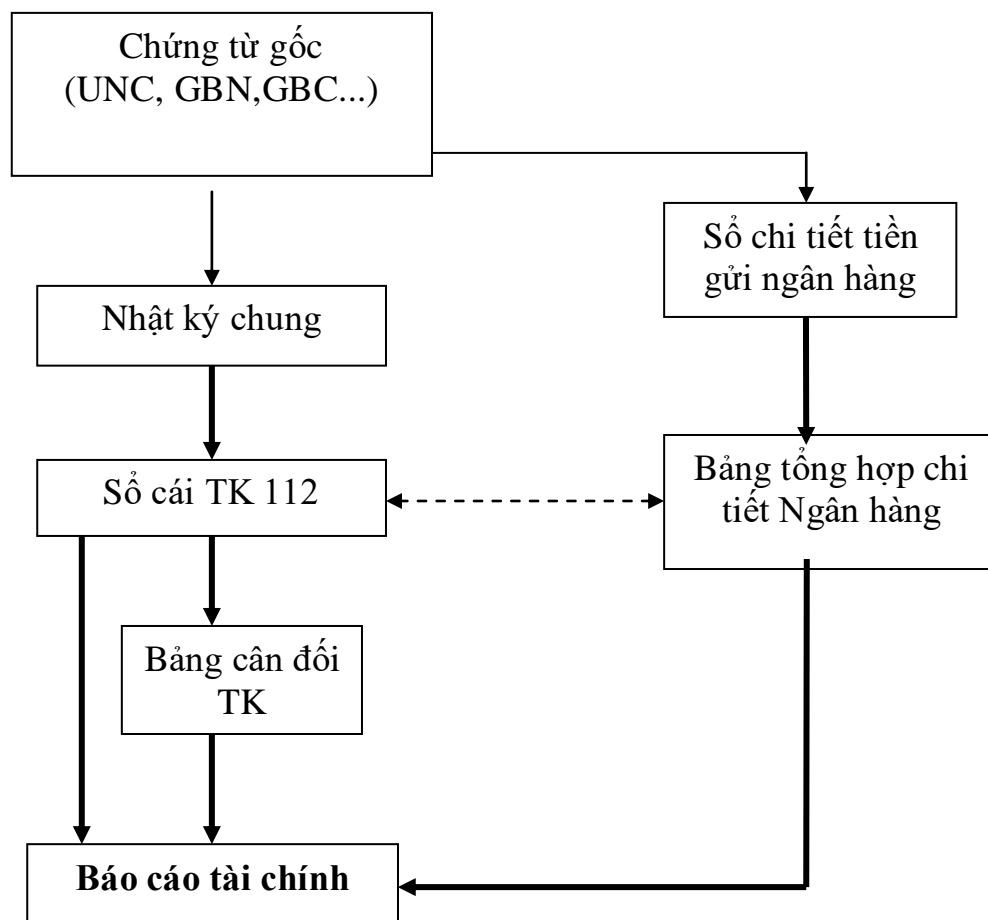 Chứng từ gốc
(UNC, GBN,GBC...)
Sổ chi tiết tiền
gửi ngân hàng
Nhật ký chung
Sổ cái TK 112
Bảng tổng hợp chi
tiết Ngân hàng
Bảng cân đối
TK
Báo cáo tài chính